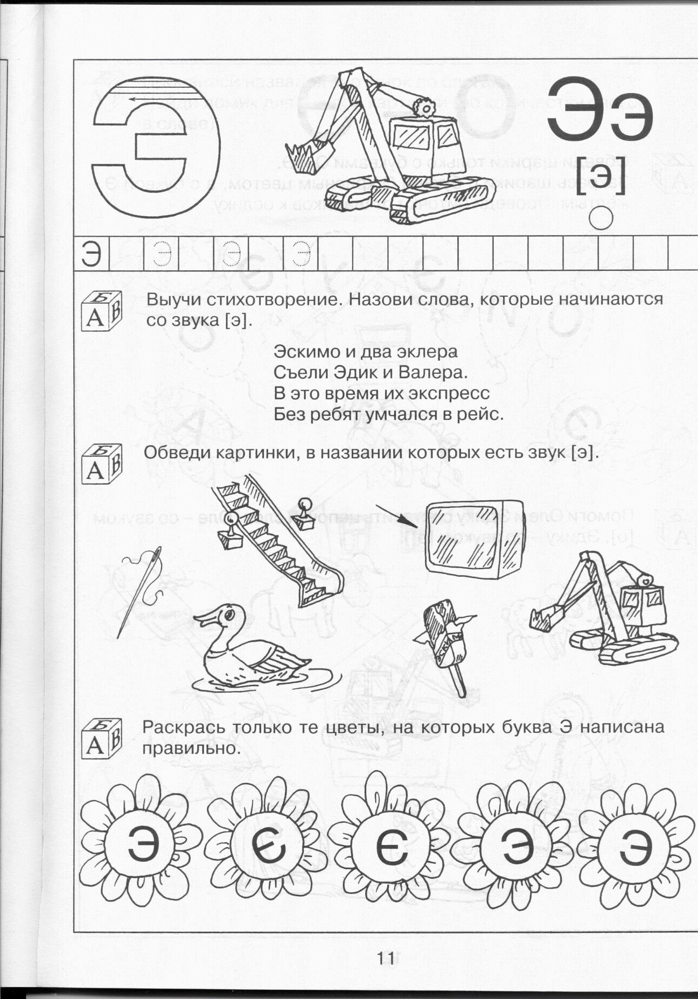 Э
Ээ
[э]
Э Э Э Э
Б
А В
Выучи стихотворение. Назови слова, которые начинаются
со звука [э].
Эскимо и два эклера
Съели Эдик и Валера.
В это время их экспресс
Без ребят умчался в рейс.
Б
А В
Обведи картинки, в названии которых есть звук [э].
ЭСКИМО
Б
А В
Раскрась только те цветы, на которых буква Э написана
правильно.
Э Є Є Э Э
11